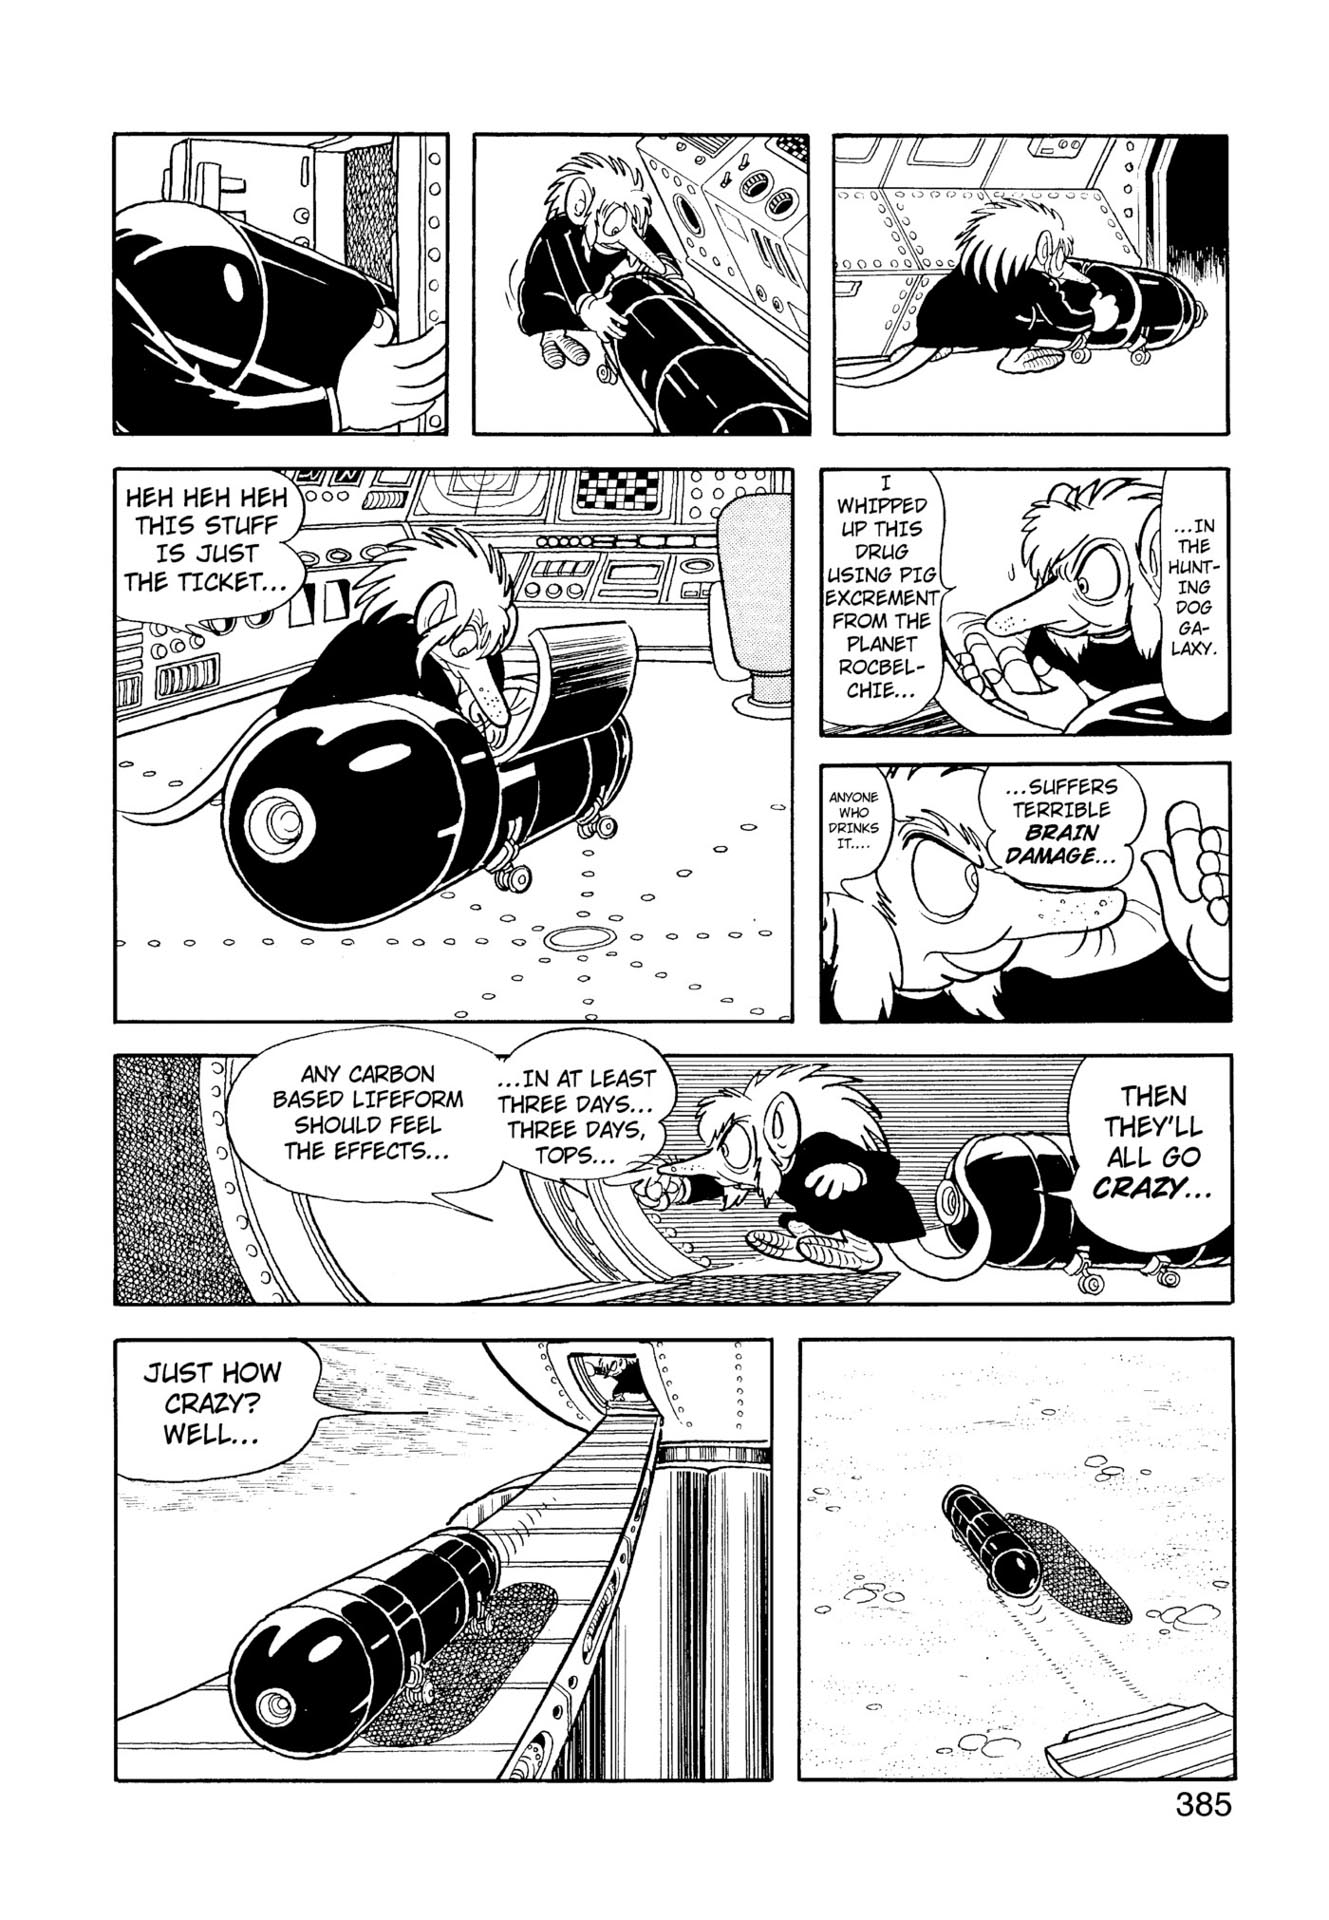 HEH HEH HEH
THIS STUFF
IS JUST
THE TICKET...
I
WHIPPED
UP THIS
DRUG
USING PIG
EXCREMENT
FROM THE
PLANET
ROCBEL-
CHIE...
...IN
THE
HUNT-
ING
DOG
GA-
LAXY.
ANYONE
WHO
DRINKS
IT....
...SUFFERS
TERRIBLE
BRAIN
DAMAGE...
ANY CARBON
BASED LIFEFORM
SHOULD FEEL
THE EFFECTS...
...IN AT LEAST
THREE DAYS...
THREE DAYS,
TOPS...
THEN
THEY'LL
ALL GO
CRAZY...
JUST HOW
CRAZY?
WELL...
385